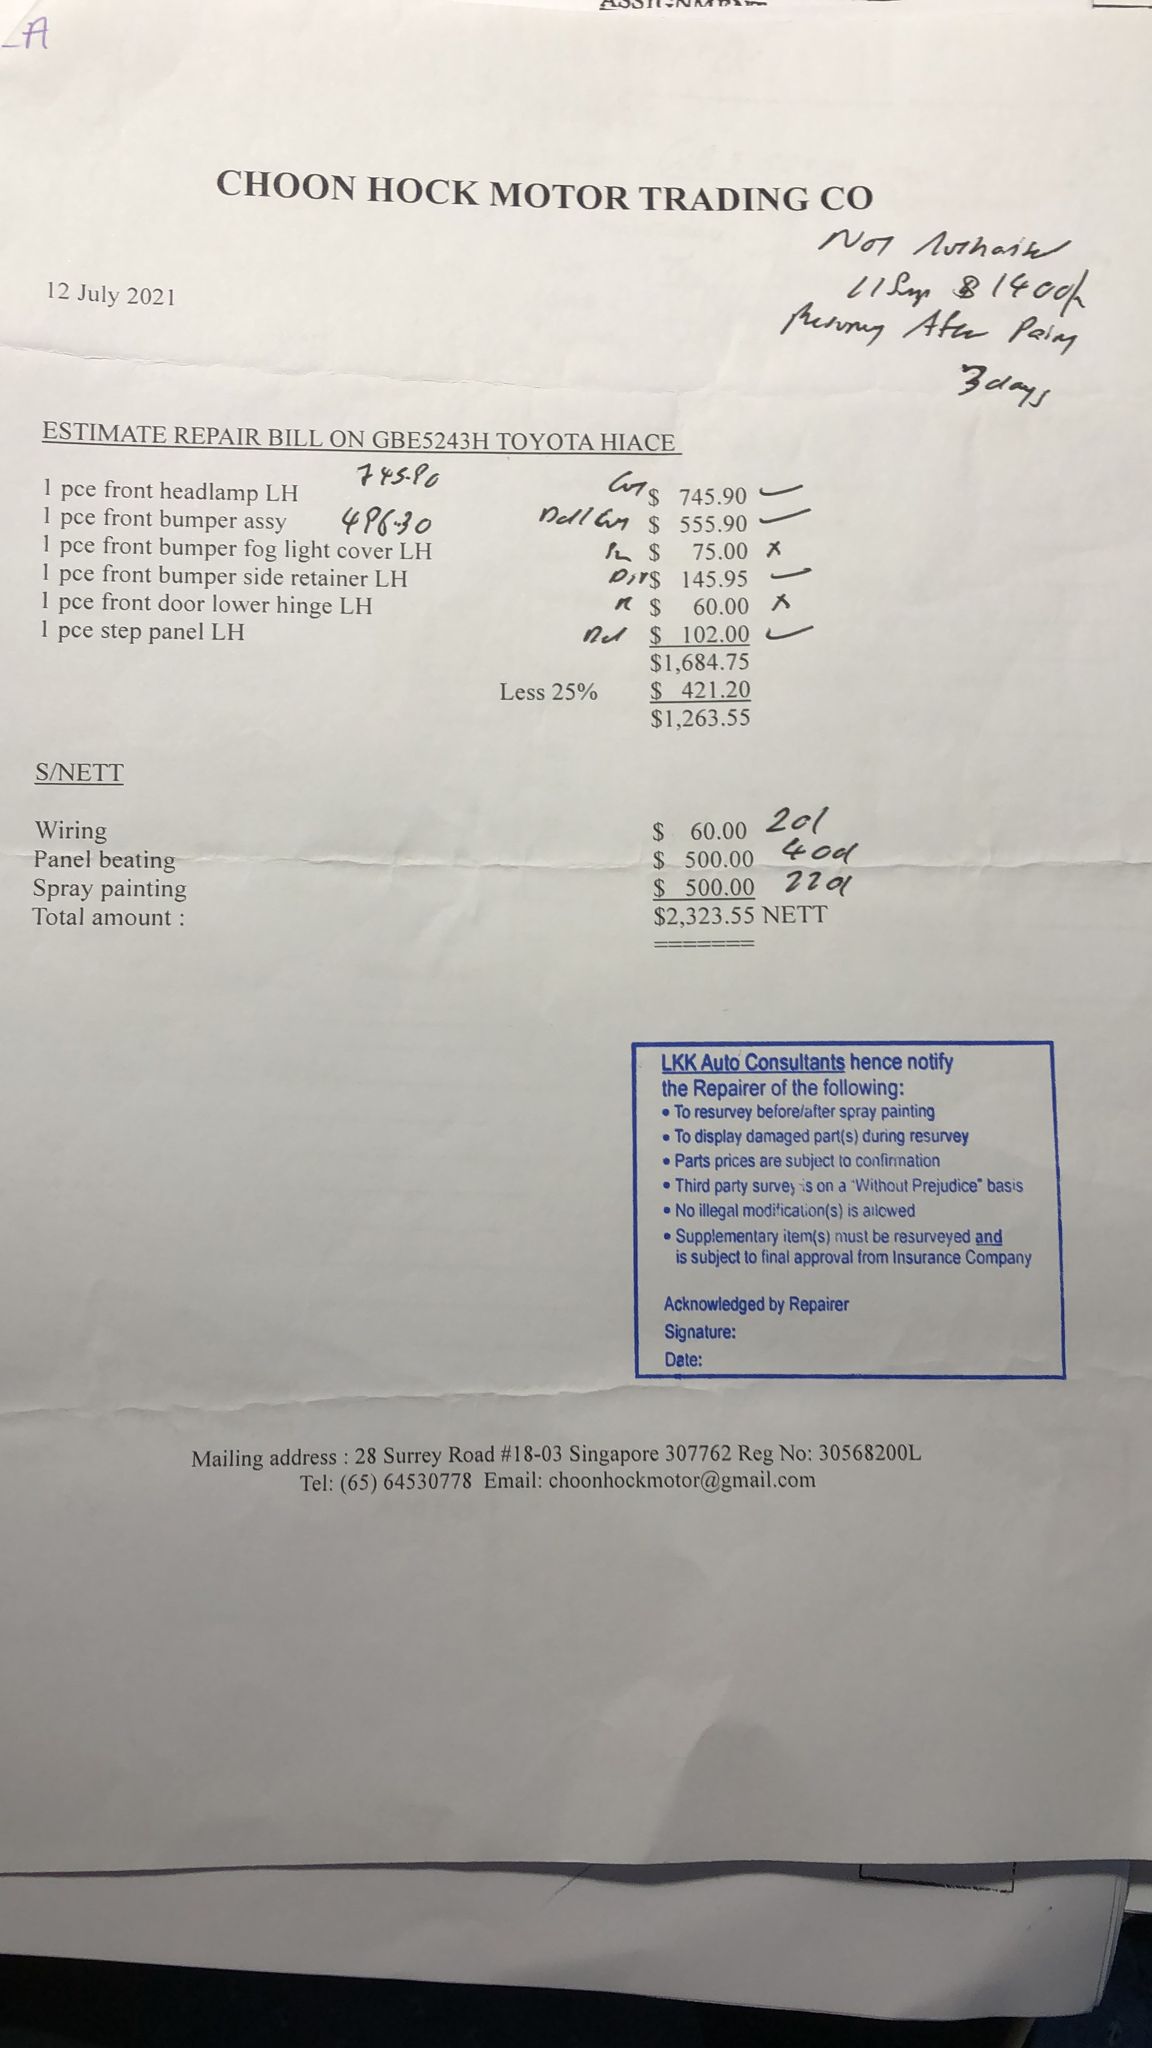 A
CHOON HOCK MOTOR TRADING CO
Not
$1400/-
After
3 days
12 July 2021
ESTIMATE REPAIR BILL ON GBE5243H TOYOTA HIACE
745.90
1 pce front headlamp LH $ 745.90
1 pce front bumper assy 496.30 $ 555.90
1 pce front bumper fog light cover LH $ 75.00 x
1 pce front bumper side retainer LH $ 145.95
1 pce front door lower hinge LH $ 60.00 x
1 pce step panel LH $ 102.00
$1,684.75
Less 25% $ 421.20
$1,263.55
S/NETT
Wiring $ 60.00
Panel beating $ 500.00
Spray painting $ 500.00
Total amount : $2,323.55 NETT
=======
LKK Auto Consultants hence notify
the Repairer of the following:
• To resurvey before/after spray painting
• To display damaged part(s) during resurvey
• Parts prices are subject to confirmation
• Third party survey is on a "Without Prejudice" basis
• No illegal modification(s) is allowed
• Supplementary item(s) must be resurveyed and
is subject to final approval from Insurance Company
Acknowledged by Repairer
Signature:
Date:
Mailing address : 28 Surrey Road #18-03 Singapore 307762 Reg No: 30568200L
Tel: (65) 64530778 Email: choonhockmotor@gmail.com